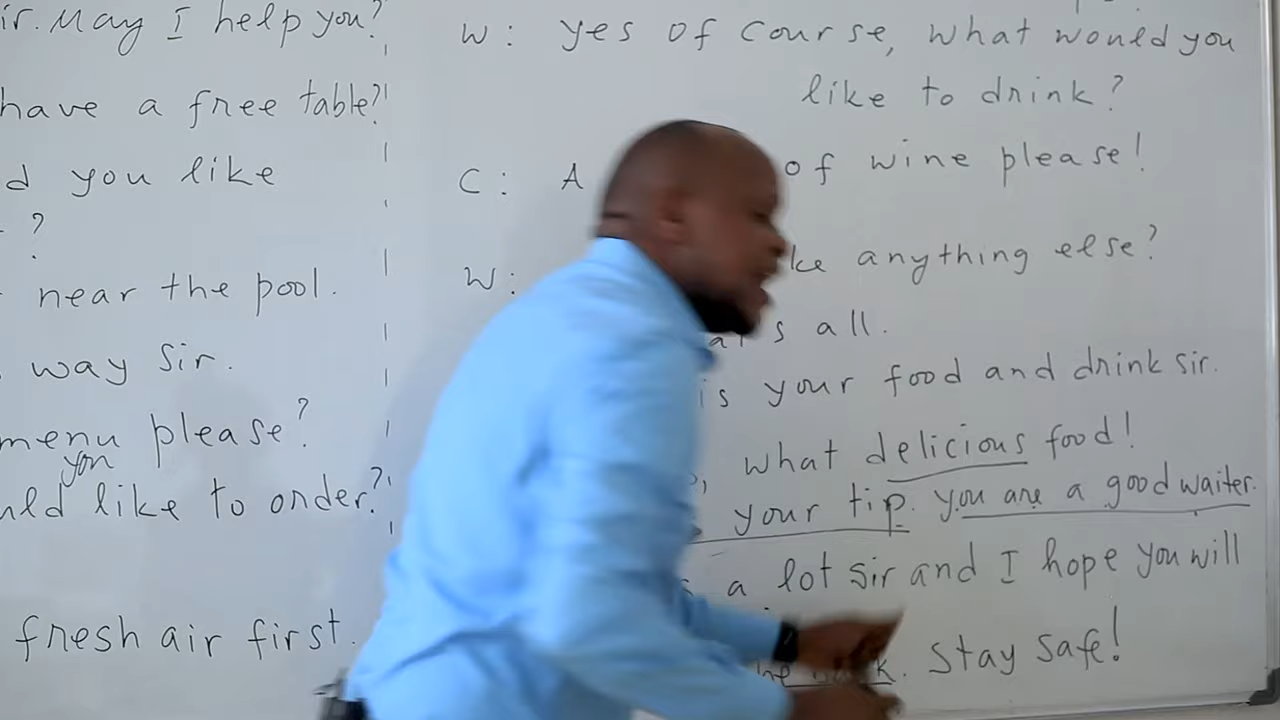 ir. May I help you?
have a free table?
d you like
?
near the pool.
way Sir.
menu please?
you
uld like to order?
fresh air first.
W: yes of course, what would you
like to drink?
C: A of wine please!
W: ke anything else?
s all.
is your food and drink sir.
, what delicious food!
your tip. you are a good waiter.
a lot sir and I hope you will
. Stay safe!